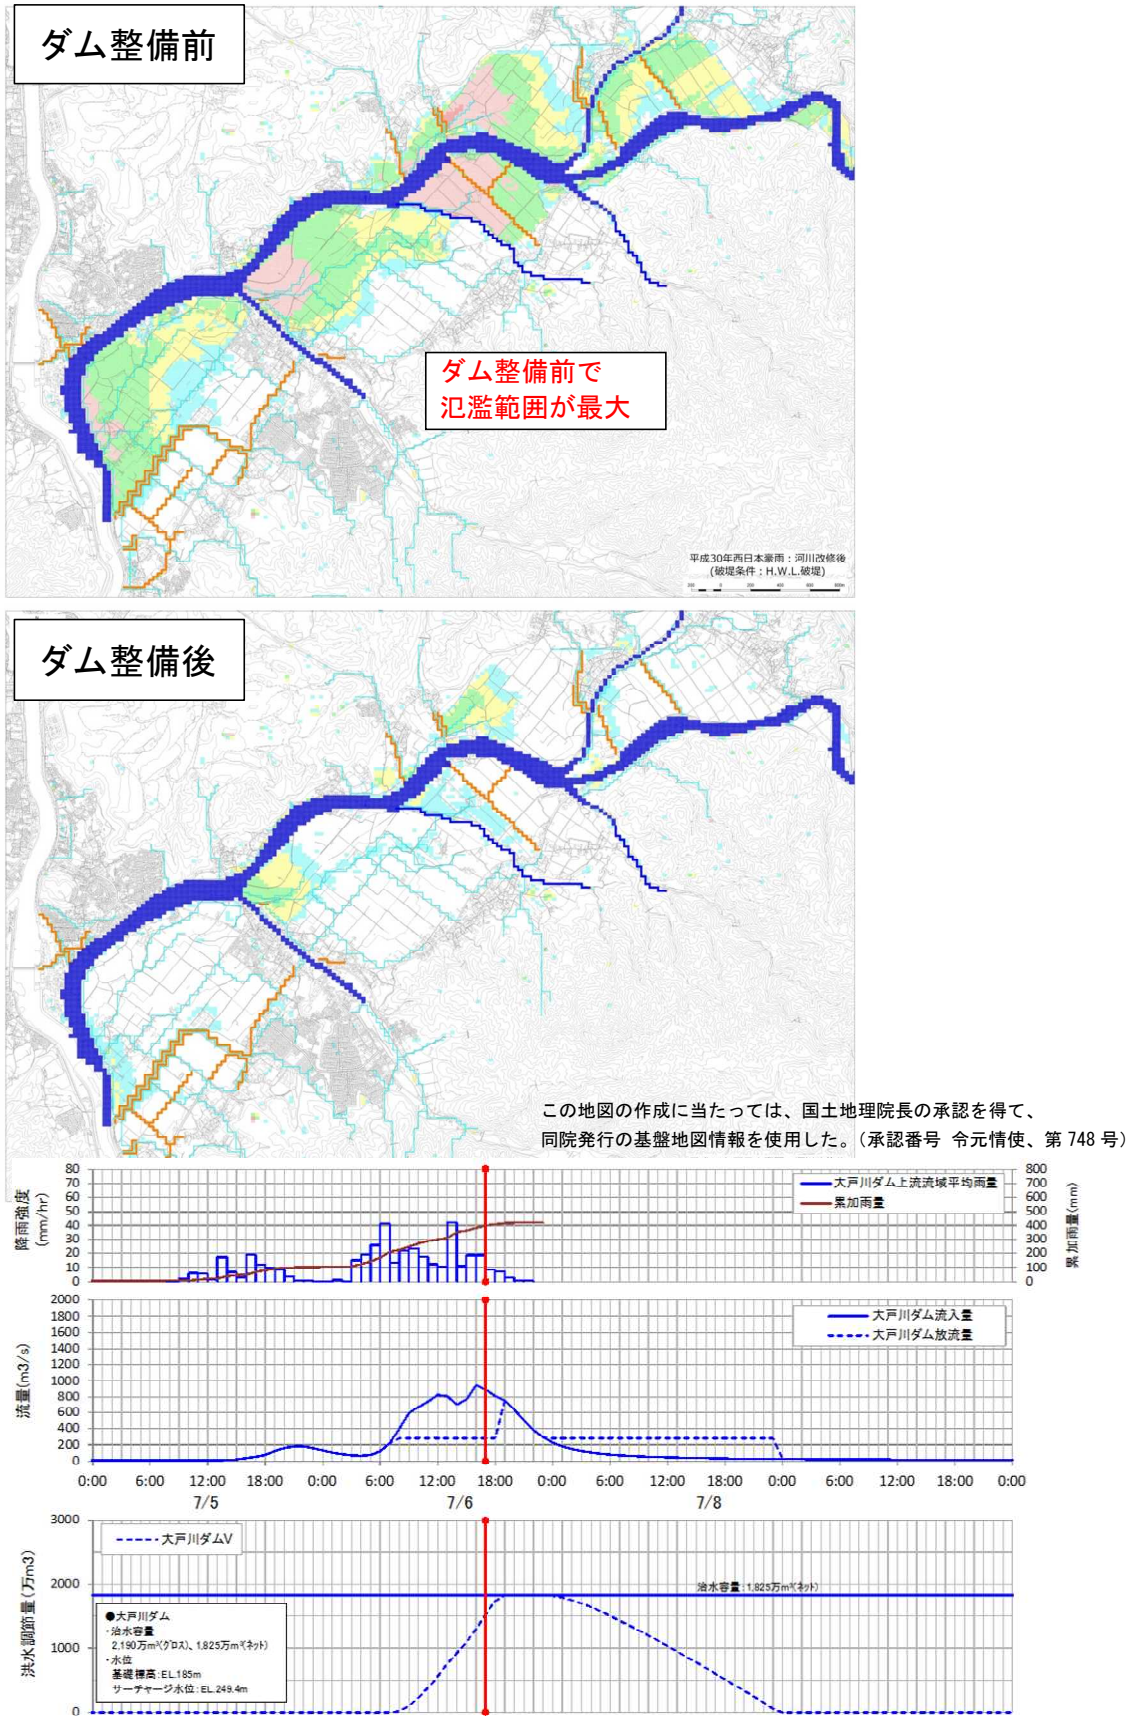 ダム整備前
ダム整備前で
氾濫範囲が最大
平成30年西日本豪雨:河川改修後
(破堤条件:H.W.L.破堤)
200 0 200 400 600 800m
ダム整備後
この地図の作成に当たっては、国土地理院長の承認を得て、
同院発行の基盤地図情報を使用した。(承認番号 令元情使、第 748 号)
降雨強度
(mm/hr)
80
70
60
50
40
30
20
10
0
大戸川ダム上流流域平均雨量
累加雨量
800
700
600
500
400
300
200
100
0
累加雨量(mm)
流量(m3/s)
2000
1800
1600
1400
1200
1000
800
600
400
200
0
大戸川ダム流入量
大戸川ダム放流量
0:00 6:00 12:00 18:00 0:00 6:00 12:00 18:00 0:00 6:00 12:00 18:00 0:00 6:00 12:00 18:00 0:00
7/5 7/6 7/8
洪水調節量(万m3)
3000
2000
1000
0
大戸川ダムV
治水容量:1,825万m³(ネット)
●大戸川ダム
・治水容量
2,190万m³(グロス)、1,825万m³(ネット)
・水位
基礎標高:EL.185m
サーチャージ水位:EL.249.4m